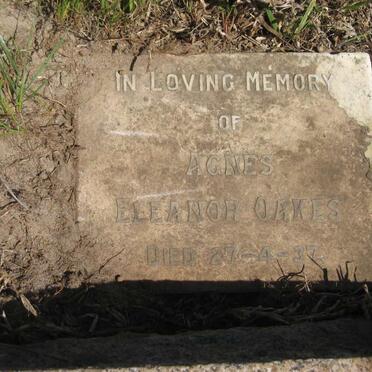 IN LOVING MEMORY
OF
AGNES
ELEANOR OAKES
DIED 27-4-37.